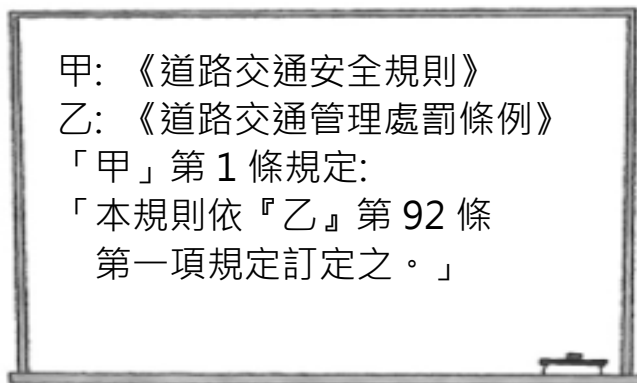 甲: 《道路交通安全規則》
乙: 《道路交通管理處罰條例》
「甲」第 1 條規定:
「本規則依『乙』第 92 條
第一項規定訂定之。」